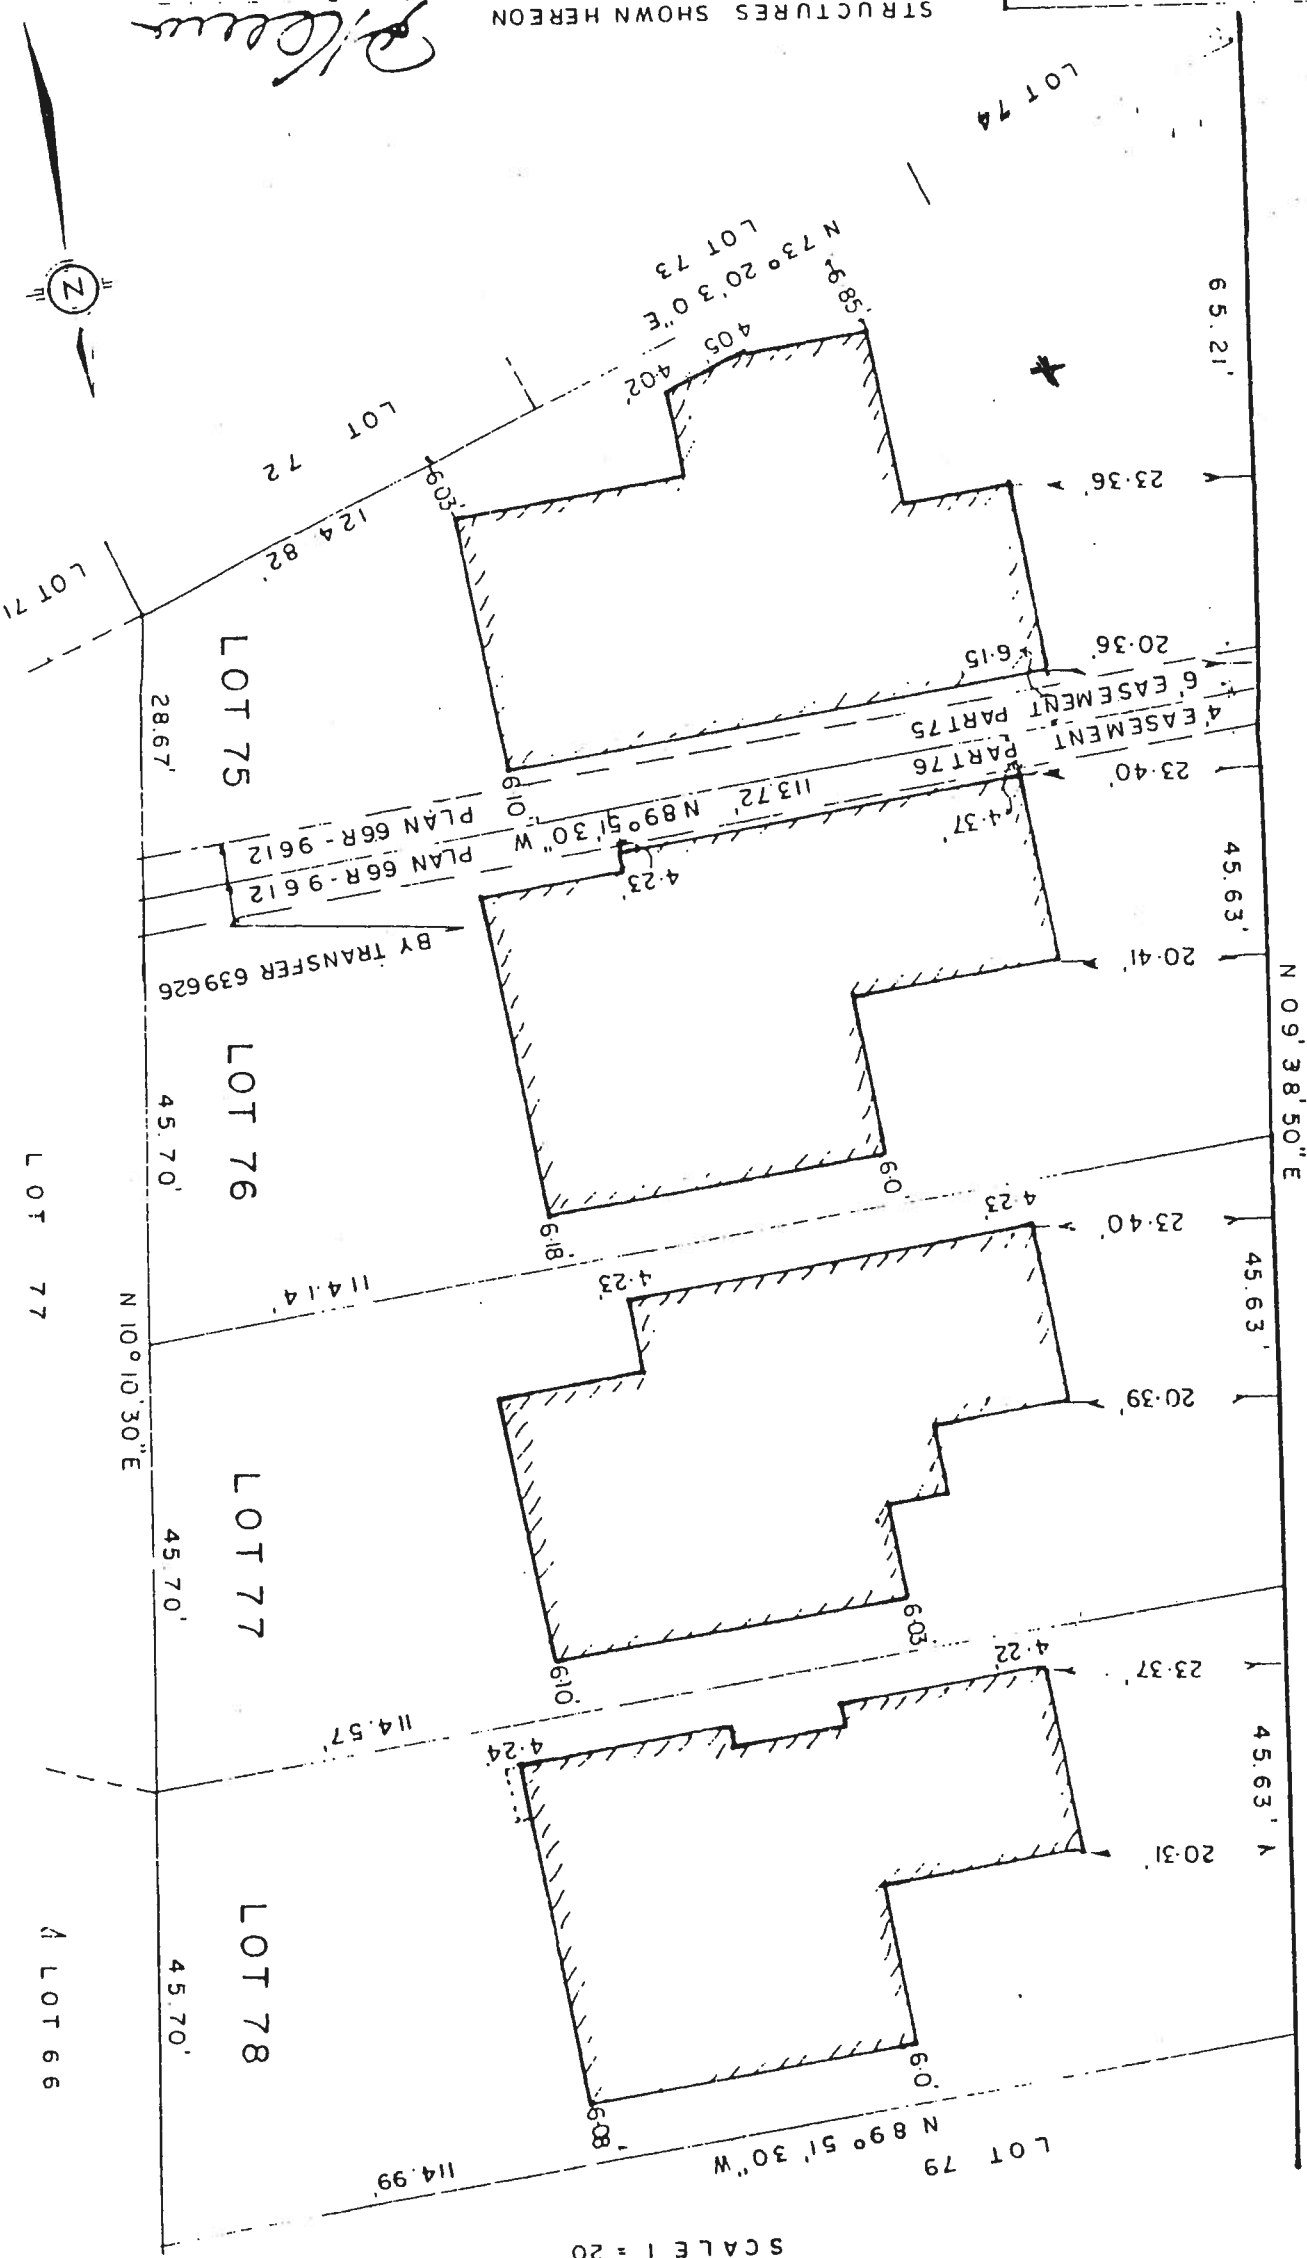 STRUCTURES SHOWN HEREON
LOT 74
65.21'
N 73° 20' 30" E
LOT 73
6.85'
4.05
4.02'
LOT 72
6.03'
124.82'
LOT 71
23.36'
20.36'
6.15
6' EASEMENT PART 75
4' EASEMENT PART 76
LOT 75
28.67'
6.10'
PLAN 66R-9612
PLAN 66R-9612
N 89° 51' 30" W
113.72'
23.40'
4.37'
4.23'
BY TRANSFER 639626
45.63'
20.41'
N 09' 38' 50" E
LOT 76
45.70'
6.0
6.18'
114.14'
4.23'
4.23'
23.40'
LOT 77
N 10° 10' 30" E
45.63'
20.39'
LOT 77
45.70'
6.03'
6.10'
114.57'
4.22'
4.24'
23.37'
45.63'
20.31'
LOT 78
45.70'
LOT 66
6.0'
6.08'
N 89° 51' 30" W
114.99'
LOT 79
SCALE 1 = 20
N